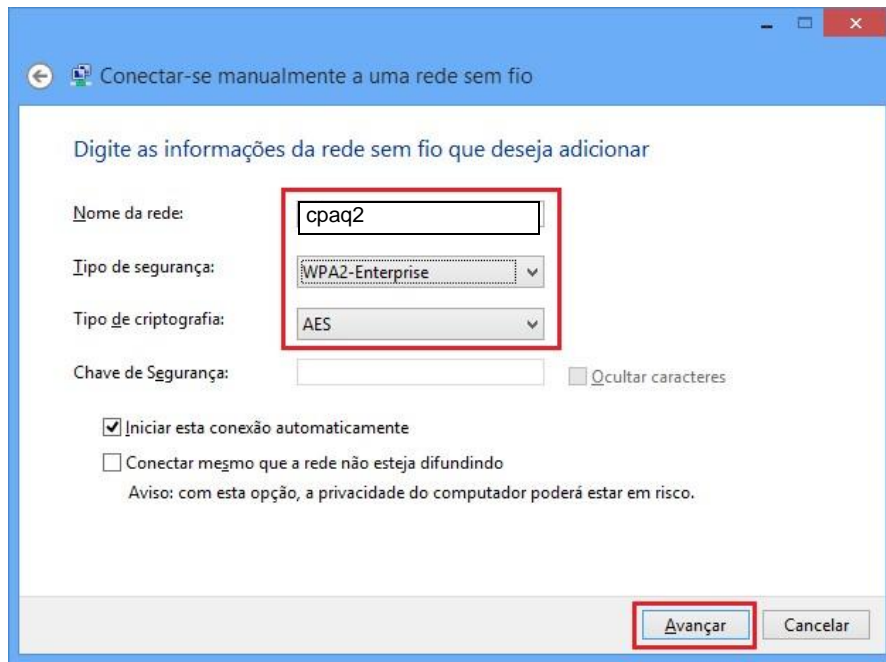 Conectar-se manualmente a uma rede sem fio
Digite as informações da rede sem fio que deseja adicionar
Nome da rede: cpaq2
Tipo de segurança: WPA2-Enterprise
Tipo de criptografia: AES
Chave de Segurança: Ocultar caracteres
Iniciar esta conexão automaticamente
Conectar mesmo que a rede não esteja difundindo
Aviso: com esta opção, a privacidade do computador poderá estar em risco.
Avançar Cancelar